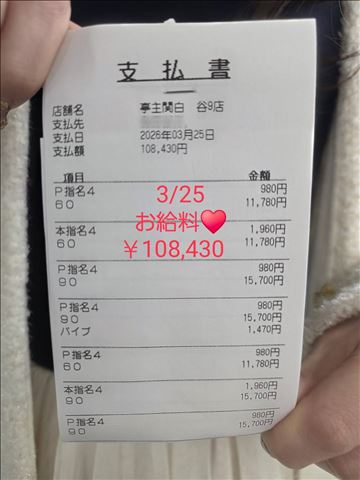 支払書
店舗名 亭主関白 谷9店
支払先
支払日 2026年03月25日
支払額 108,430円
項目 金額
P指名4 980円
60 11,780円
本指名4 1,960円
60 11,780円
P指名4 980円
90 15,700円
P指名4 980円
90 15,700円
バイブ 1,470円
P指名4 980円
60 11,780円
本指名4 1,960円
90 15,700円
P指名4 980円
90 15,700円
3/25
お給料♥
¥108,430